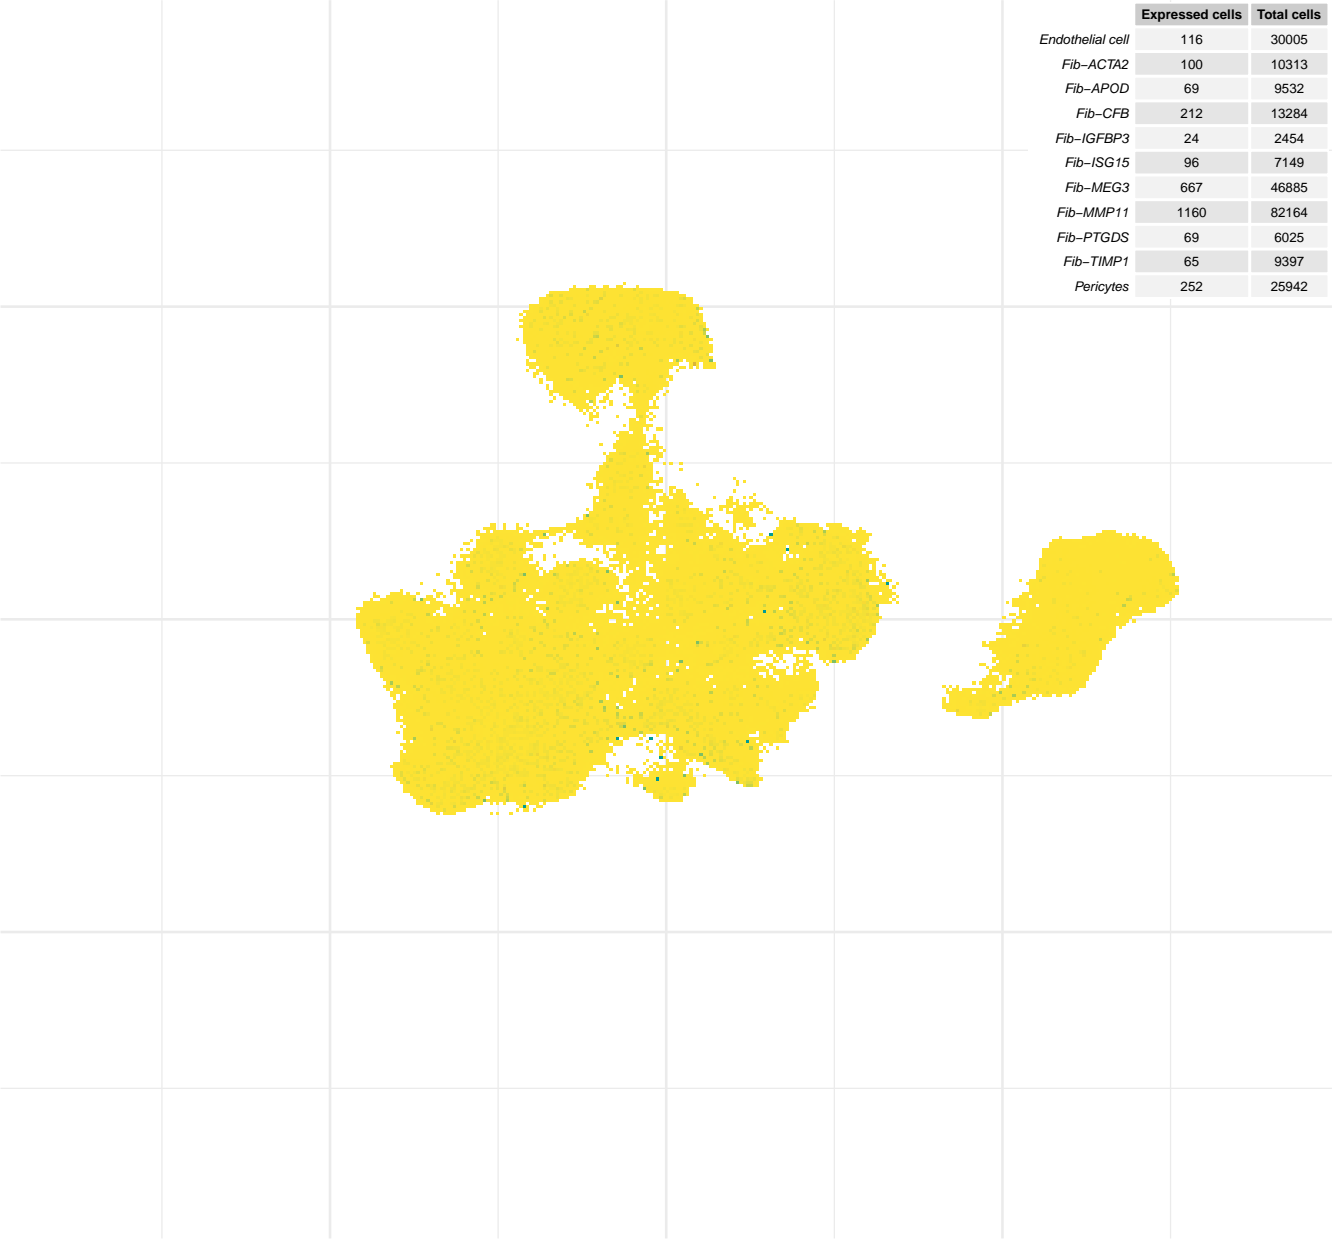 Expressed cells Total cells
Endothelial cell 116 30005
Fib−ACTA2 100 10313
Fib−APOD 69 9532
Fib−CFB 212 13284
Fib−IGFBP3 24 2454
Fib−ISG15 96 7149
Fib−MEG3 667 46885
Fib−MMP11 1160 82164
Fib−PTGDS 69 6025
Fib−TIMP1 65 9397
Pericytes 252 25942